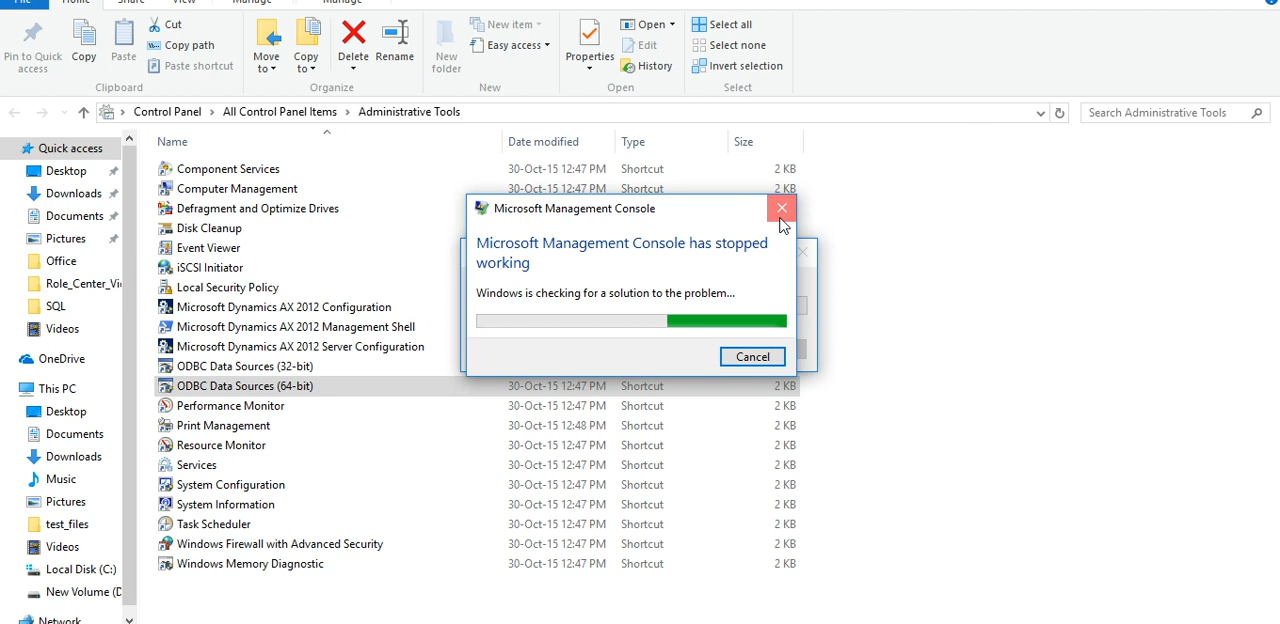 File Home Share View Manage Manage
Cut
Copy path
Paste shortcut
Pin to Quick access
Copy
Paste
Clipboard
Move to
Copy to
Delete
Rename
Organize
New folder
New item
Easy access
New
Properties
Open
Edit
History
Open
Select all
Select none
Invert selection
Select
Control Panel > All Control Panel Items > Administrative Tools
Search Administrative Tools
Quick access
Desktop
Downloads
Documents
Pictures
Office
Role_Center_Vi
SQL
Videos
OneDrive
This PC
Desktop
Documents
Downloads
Music
Pictures
test_files
Videos
Local Disk (C:)
New Volume (D
Network
Name Date modified Type Size
Component Services 30-Oct-15 12:47 PM Shortcut 2 KB
Computer Management 30-Oct-15 12:47 PM Shortcut 2 KB
Defragment and Optimize Drives
Disk Cleanup
Event Viewer
iSCSI Initiator
Local Security Policy
Microsoft Dynamics AX 2012 Configuration
Microsoft Dynamics AX 2012 Management Shell
Microsoft Dynamics AX 2012 Server Configuration
ODBC Data Sources (32-bit)
ODBC Data Sources (64-bit) 30-Oct-15 12:47 PM Shortcut 2 KB
Performance Monitor 30-Oct-15 12:47 PM Shortcut 2 KB
Print Management 30-Oct-15 12:48 PM Shortcut 2 KB
Resource Monitor 30-Oct-15 12:47 PM Shortcut 2 KB
Services 30-Oct-15 12:47 PM Shortcut 2 KB
System Configuration 30-Oct-15 12:47 PM Shortcut 2 KB
System Information 30-Oct-15 12:47 PM Shortcut 2 KB
Task Scheduler 30-Oct-15 12:47 PM Shortcut 2 KB
Windows Firewall with Advanced Security 30-Oct-15 12:47 PM Shortcut 2 KB
Windows Memory Diagnostic 30-Oct-15 12:47 PM Shortcut 2 KB
Microsoft Management Console
Microsoft Management Console has stopped
working
Windows is checking for a solution to the problem...
Cancel